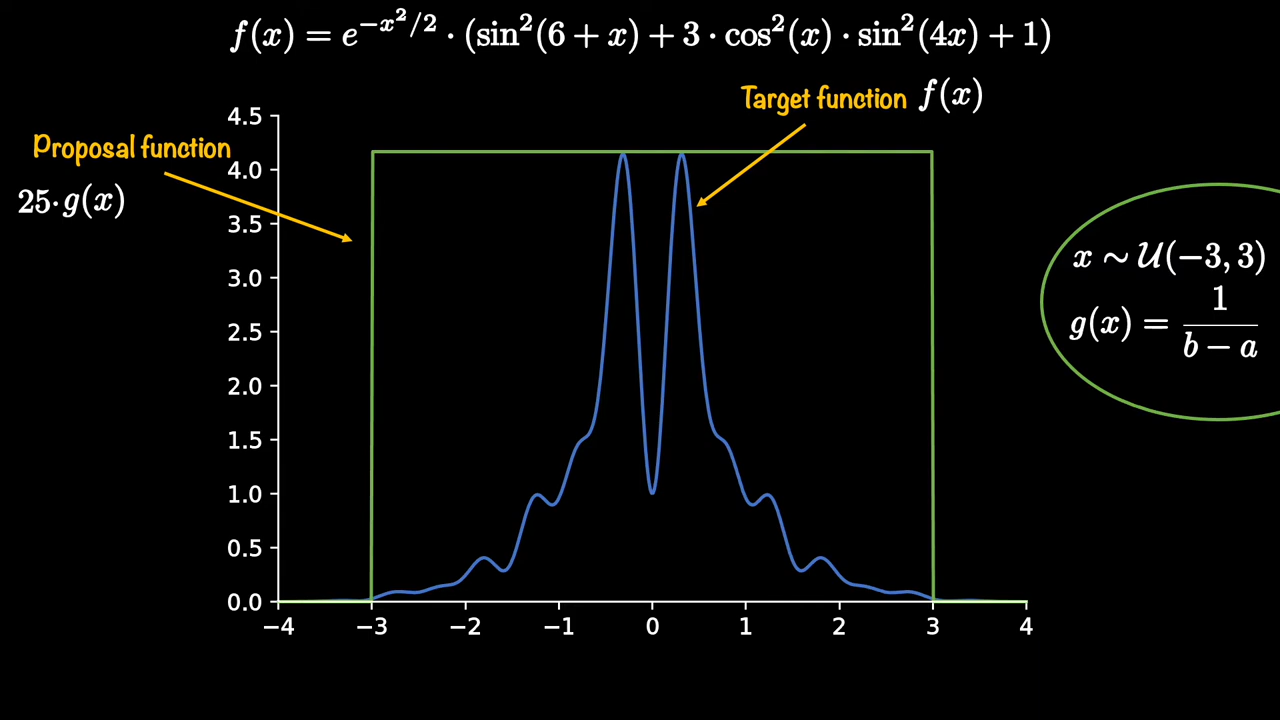 f(x) = e^{-x^2/2} · (sin^2(6 + x) + 3 · cos^2(x) · sin^2(4x) + 1)
Target function f(x)
Proposal function
25·g(x)
4.5
4.0
3.5
3.0
2.5
2.0
1.5
1.0
0.5
0.0
−4 −3 −2 −1 0 1 2 3 4
x ∼ 𝒰(−3, 3)
g(x) = \frac{1}{b − a}